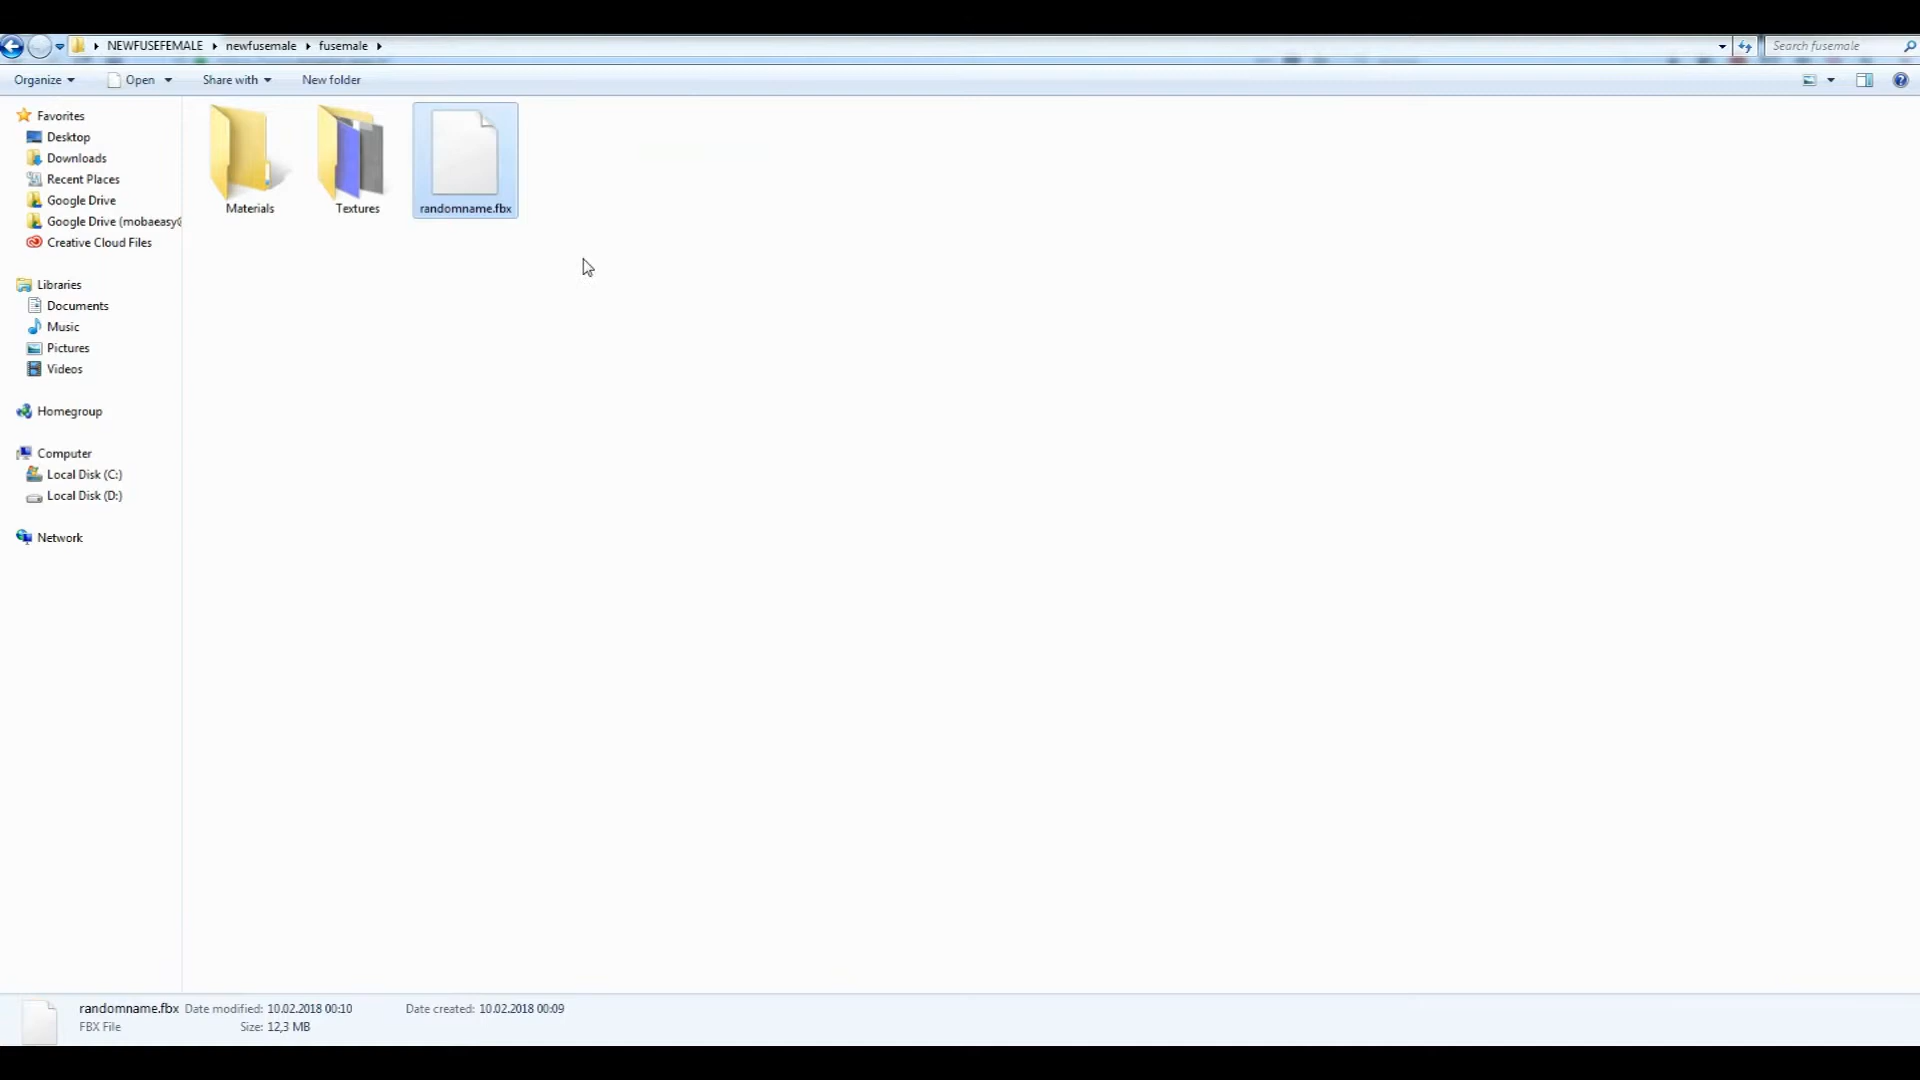 NEWFUSEFEMALE newfusemale fusemale Search fusemale
Organize Open Share with New folder
Favorites
Desktop
Downloads
Recent Places
Google Drive
Google Drive (mobaeasy@
Creative Cloud Files
Libraries
Documents
Music
Pictures
Videos
Homegroup
Computer
Local Disk (C:)
Local Disk (D:)
Network
Materials Textures randomname.fbx
randomname.fbx Date modified: 10.02.2018 00:10 Date created: 10.02.2018 00:09
FBX File Size: 12,3 MB